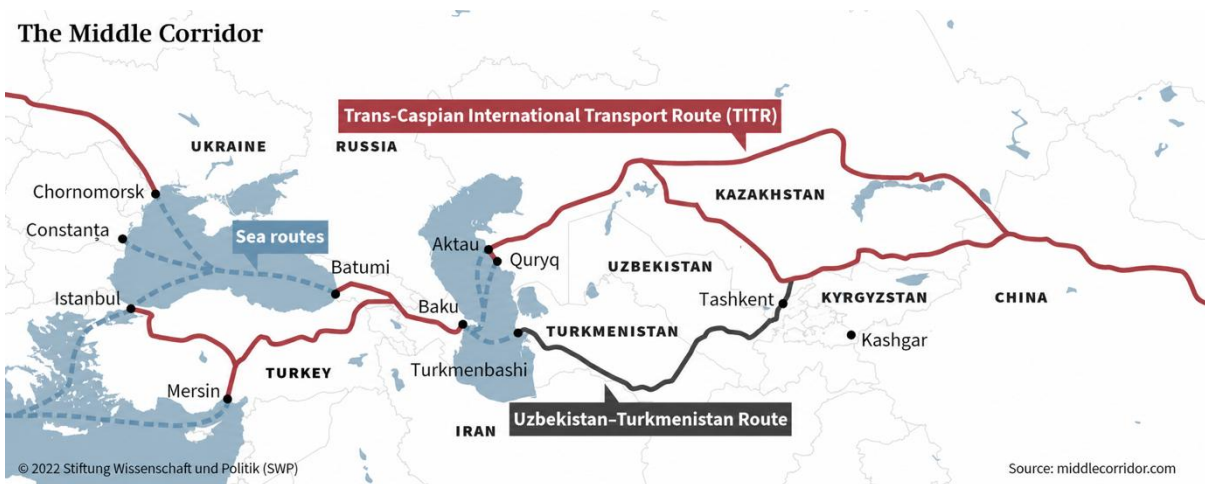 The Middle Corridor
Trans-Caspian International Transport Route (TITR)
UKRAINE
RUSSIA
Chornomorsk
KAZAKHSTAN
Constanţa
Sea routes
Aktau
Quryq
Batumi
UZBEKISTAN
Istanbul
Baku
Tashkent
KYRGYZSTAN
CHINA
TURKMENISTAN
Kashgar
TURKEY
Turkmenbashi
Mersin
Uzbekistan–Turkmenistan Route
IRAN
© 2022 Stiftung Wissenschaft und Politik (SWP)
Source: middlecorridor.com